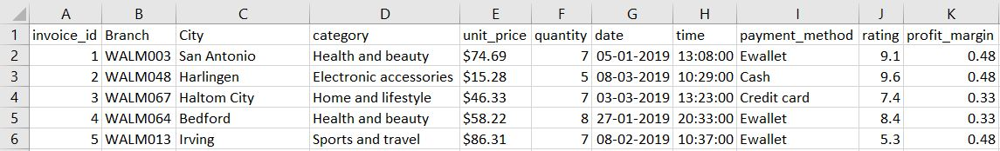 A B C D E F G H I J K
1 invoice_id Branch City category unit_price quantity date time payment_method rating profit_margin
2 1 WALM003 San Antonio Health and beauty $74.69 7 05-01-2019 13:08:00 Ewallet 9.1 0.48
3 2 WALM048 Harlingen Electronic accessories $15.28 5 08-03-2019 10:29:00 Cash 9.6 0.48
4 3 WALM067 Haltom City Home and lifestyle $46.33 7 03-03-2019 13:23:00 Credit card 7.4 0.33
5 4 WALM064 Bedford Health and beauty $58.22 8 27-01-2019 20:33:00 Ewallet 8.4 0.33
6 5 WALM013 Irving Sports and travel $86.31 7 08-02-2019 10:37:00 Ewallet 5.3 0.48